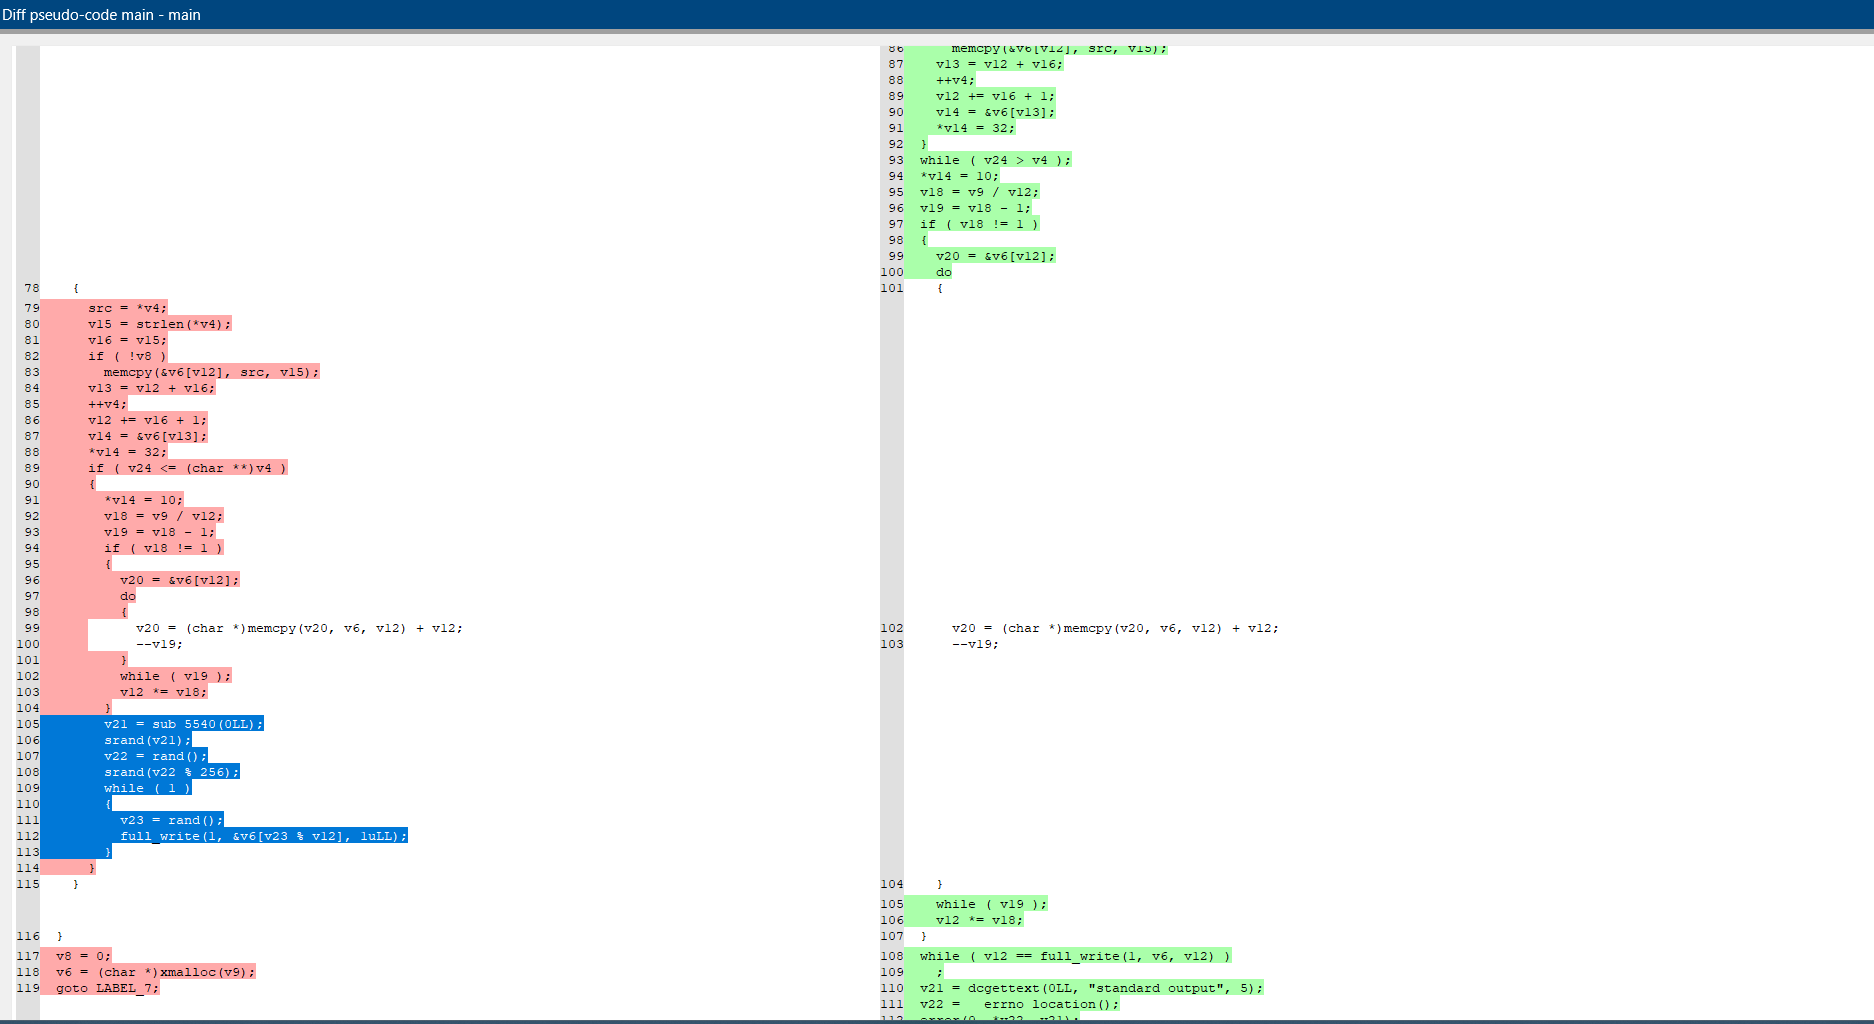 Diff pseudo-code main - main
78 {
79 src = *v4;
80 v15 = strlen(*v4);
81 v16 = v15;
82 if ( !v8 )
83 memcpy(&v6[v12], src, v15);
84 v13 = v12 + v16;
85 ++v4;
86 v12 += v16 + 1;
87 v14 = &v6[v13];
88 *v14 = 32;
89 if ( v24 <= (char **)v4 )
90 {
91 *v14 = 10;
92 v18 = v9 / v12;
93 v19 = v18 - 1;
94 if ( v18 != 1 )
95 {
96 v20 = &v6[v12];
97 do
98 {
99 v20 = (char *)memcpy(v20, v6, v12) + v12;
100 --v19;
101 }
102 while ( v19 );
103 v12 *= v18;
104 }
105 v21 = sub_5540(0LL);
106 srand(v21);
107 v22 = rand();
108 srand(v22 % 256);
109 while ( 1 )
110 {
111 v23 = rand();
112 full_write(1, &v6[v23 % v12], 1uLL);
113 }
114 }
115 }
116 }
117 v8 = 0;
118 v6 = (char *)xmalloc(v9);
119 goto LABEL_7;
86 memcpy(&v6[v12], src, v15);
87 v13 = v12 + v16;
88 ++v4;
89 v12 += v16 + 1;
90 v14 = &v6[v13];
91 *v14 = 32;
92 }
93 while ( v24 > v4 );
94 *v14 = 10;
95 v18 = v9 / v12;
96 v19 = v18 - 1;
97 if ( v18 != 1 )
98 {
99 v20 = &v6[v12];
100 do
101 {
102 v20 = (char *)memcpy(v20, v6, v12) + v12;
103 --v19;
104 }
105 while ( v19 );
106 v12 *= v18;
107 }
108 while ( v12 == full_write(1, v6, v12) )
109 ;
110 v21 = dcgettext(0LL, "standard output", 5);
111 v22 = __errno_location();
112 error(0, *v22, v21);